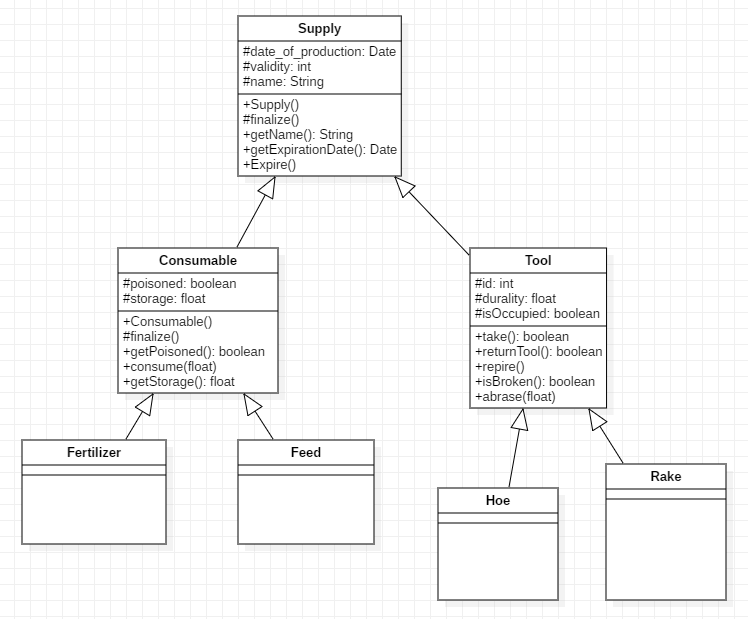 Supply
#date_of_production: Date
#validity: int
#name: String
+Supply()
#finalize()
+getName(): String
+getExpirationDate(): Date
+Expire()
Consumable
#poisoned: boolean
#storage: float
+Consumable()
#finalize()
+getPoisoned(): boolean
+consume(float)
+getStorage(): float
Tool
#id: int
#durality: float
#isOccupied: boolean
+take(): boolean
+returnTool(): boolean
+repire()
+isBroken(): boolean
+abrase(float)
Fertilizer
Feed
Hoe
Rake